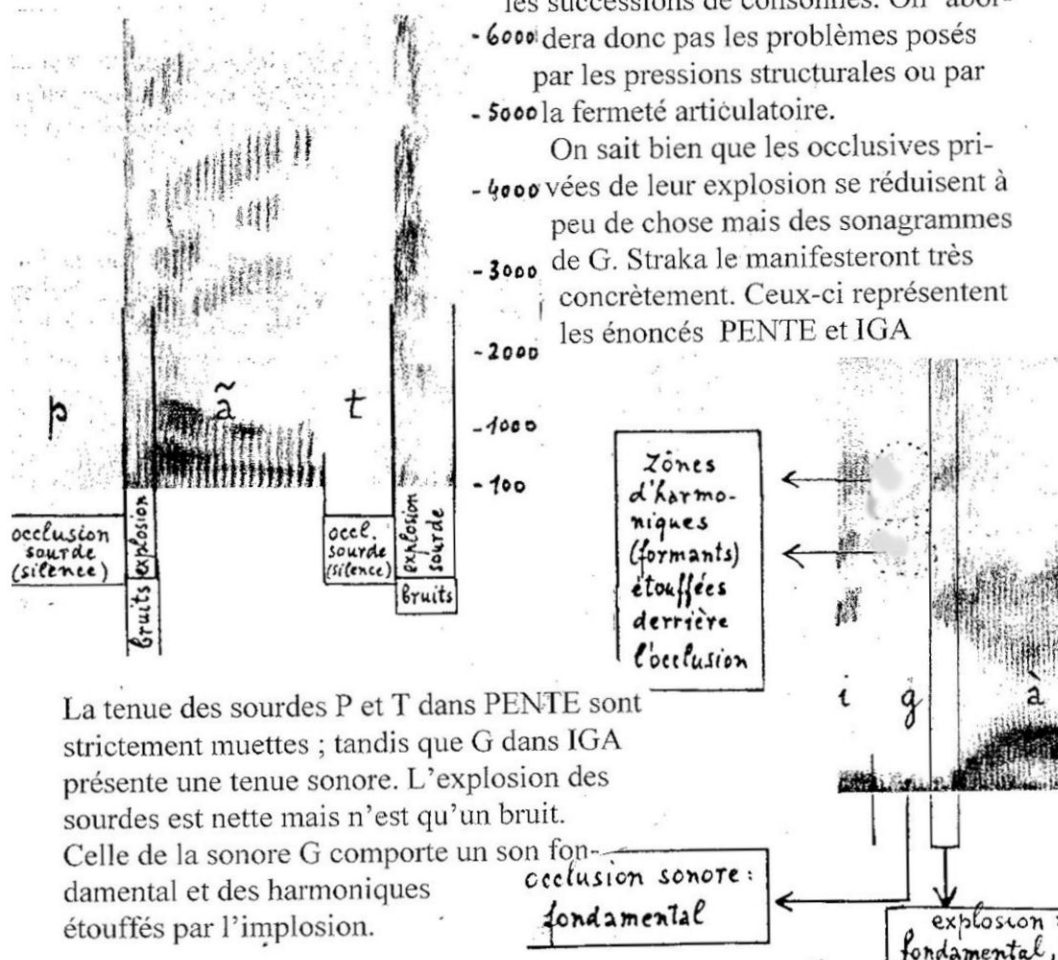 les successions de consonnes. On abor-
dera donc pas les problèmes posés
par les pressions structurales ou par
la fermeté articulatoire.
On sait bien que les occlusives pri-
vées de leur explosion se réduisent à
peu de chose mais des sonagrammes
de G. Straka le manifesteront très
concrètement. Ceux-ci représentent
les énoncés PENTE et IGA
- 6000
- 5000
- 4000
- 3000
- 2000
- 1000
- 100
p
ã
t
occlusion
sourde
(silence)
explosion
bruits
occl.
sourde
(silence)
explosion
sourde
bruits
Zônes
d'harmo-
niques
(formants)
étouffées
derrière
l'occlusion
i
g
à
La tenue des sourdes P et T dans PENTE sont
strictement muettes ; tandis que G dans IGA
présente une tenue sonore. L'explosion des
sourdes est nette mais n'est qu'un bruit.
Celle de la sonore G comporte un son fon-
damental et des harmoniques
étouffés par l'implosion.
occlusion sonore :
fondamental
explosion :
fondamental,